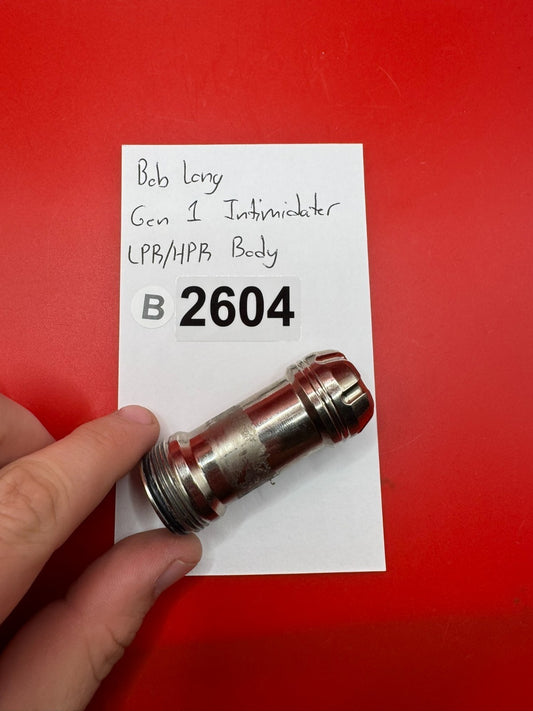 Bob Long
Gen 1 Intimidater
LPR/HPR Body
B 2604